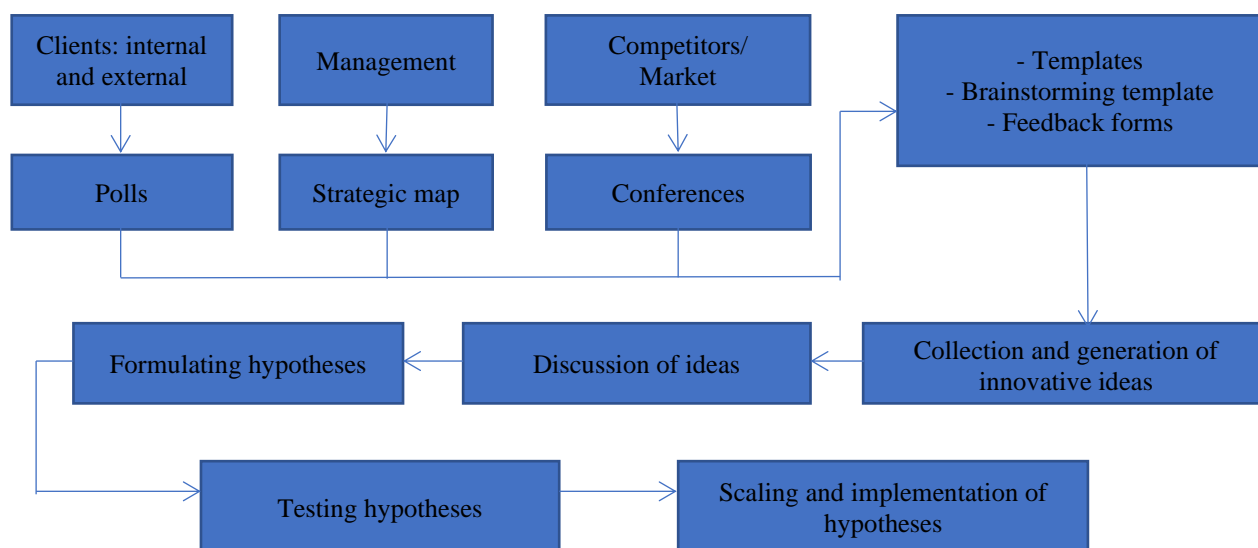 Clients: internal
and external
Management
Competitors/
Market
- Templates
- Brainstorming template
- Feedback forms
Polls
Strategic map
Conferences
Formulating hypotheses
Discussion of ideas
Collection and generation of
innovative ideas
Testing hypotheses
Scaling and implementation of
hypotheses